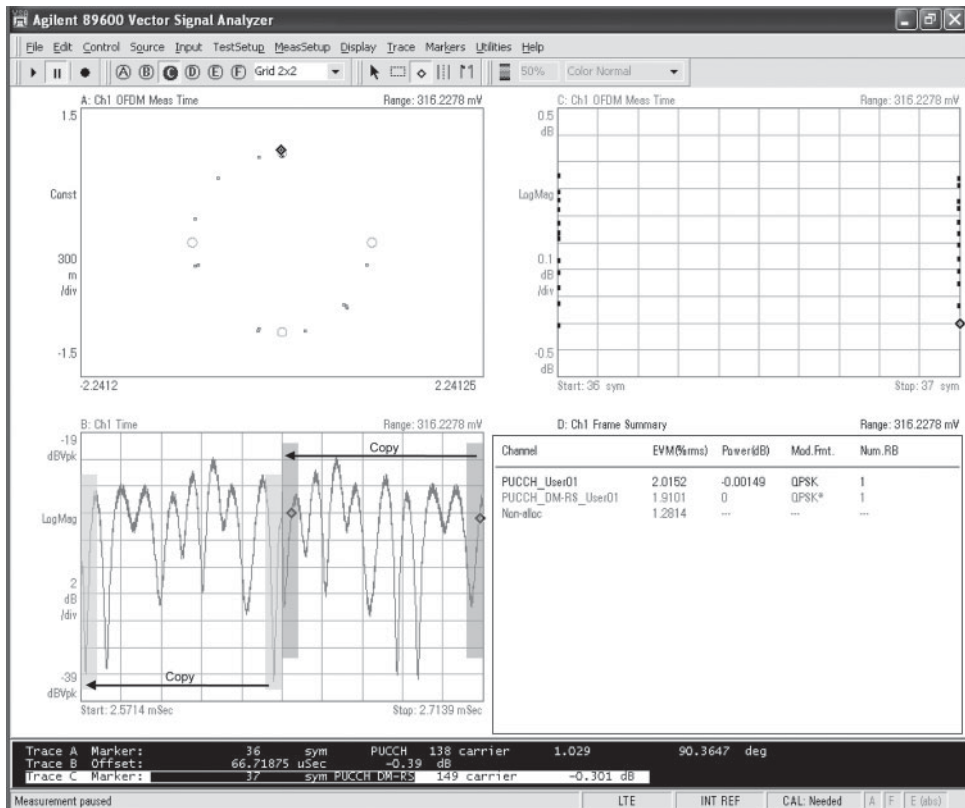 Agilent 89600 Vector Signal Analyzer
File Edit Control Source Input TestSetup MeasSetup Display Trace Markers Utilities Help
A B C D E F Grid 2x2 50% Color Normal
A: Ch1 OFDM Meas Time Range: 316.2278 mV
1.5
Const
300
m
/div
-1.5
-2.2412 2.24125
C: Ch1 OFDM Meas Time Range: 316.2278 mV
0.5
dB
LogMag
0.1
dB
/div
-0.5
dB
Start: 36 sym Stop: 37 sym
B: Ch1 Time Range: 316.2278 mV
-19
dBVpk
Copy
LogMag
2
dB
/div
Copy
-39
dBVpk
Start: 2.5714 mSec Stop: 2.7139 mSec
D: Ch1 Frame Summary Range: 316.2278 mV
Channel EVM(%rms) Power(dB) Mod.Fmt. Num.RB
PUCCH_User01 2.0152 -0.00149 QPSK 1
PUCCH_DM-RS_User01 1.9101 0 QPSK* 1
Non-alloc 1.2814 --- --- ---
Trace A Marker: 36 sym PUCCH 138 carrier 1.029 90.3647 deg
Trace B Offset: 66.71875 uSec -0.39 dB
Trace C Marker: 37 sym PUCCH DM-RS 149 carrier -0.301 dB
Measurement paused LTE INT REF CAL: Needed A F E (abs)